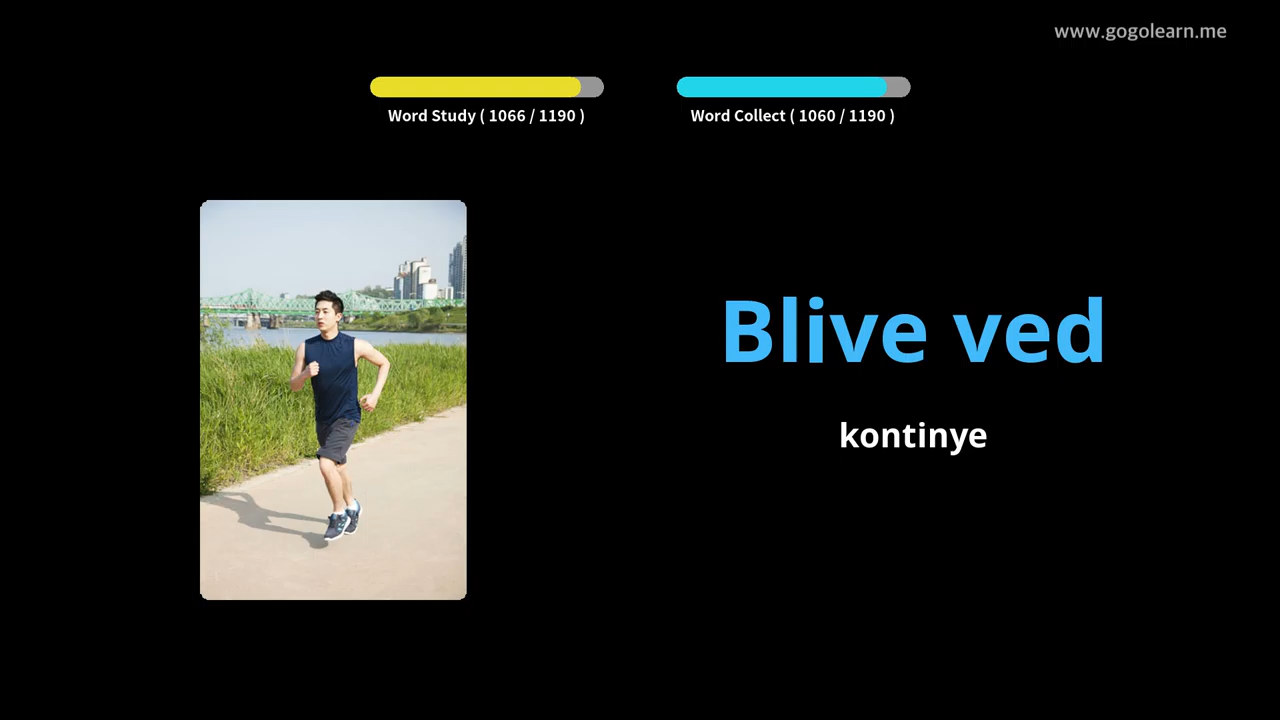 www.gogolearn.me
Word Study ( 1066 / 1190 )
Word Collect ( 1060 / 1190 )
Blive ved
kontinye